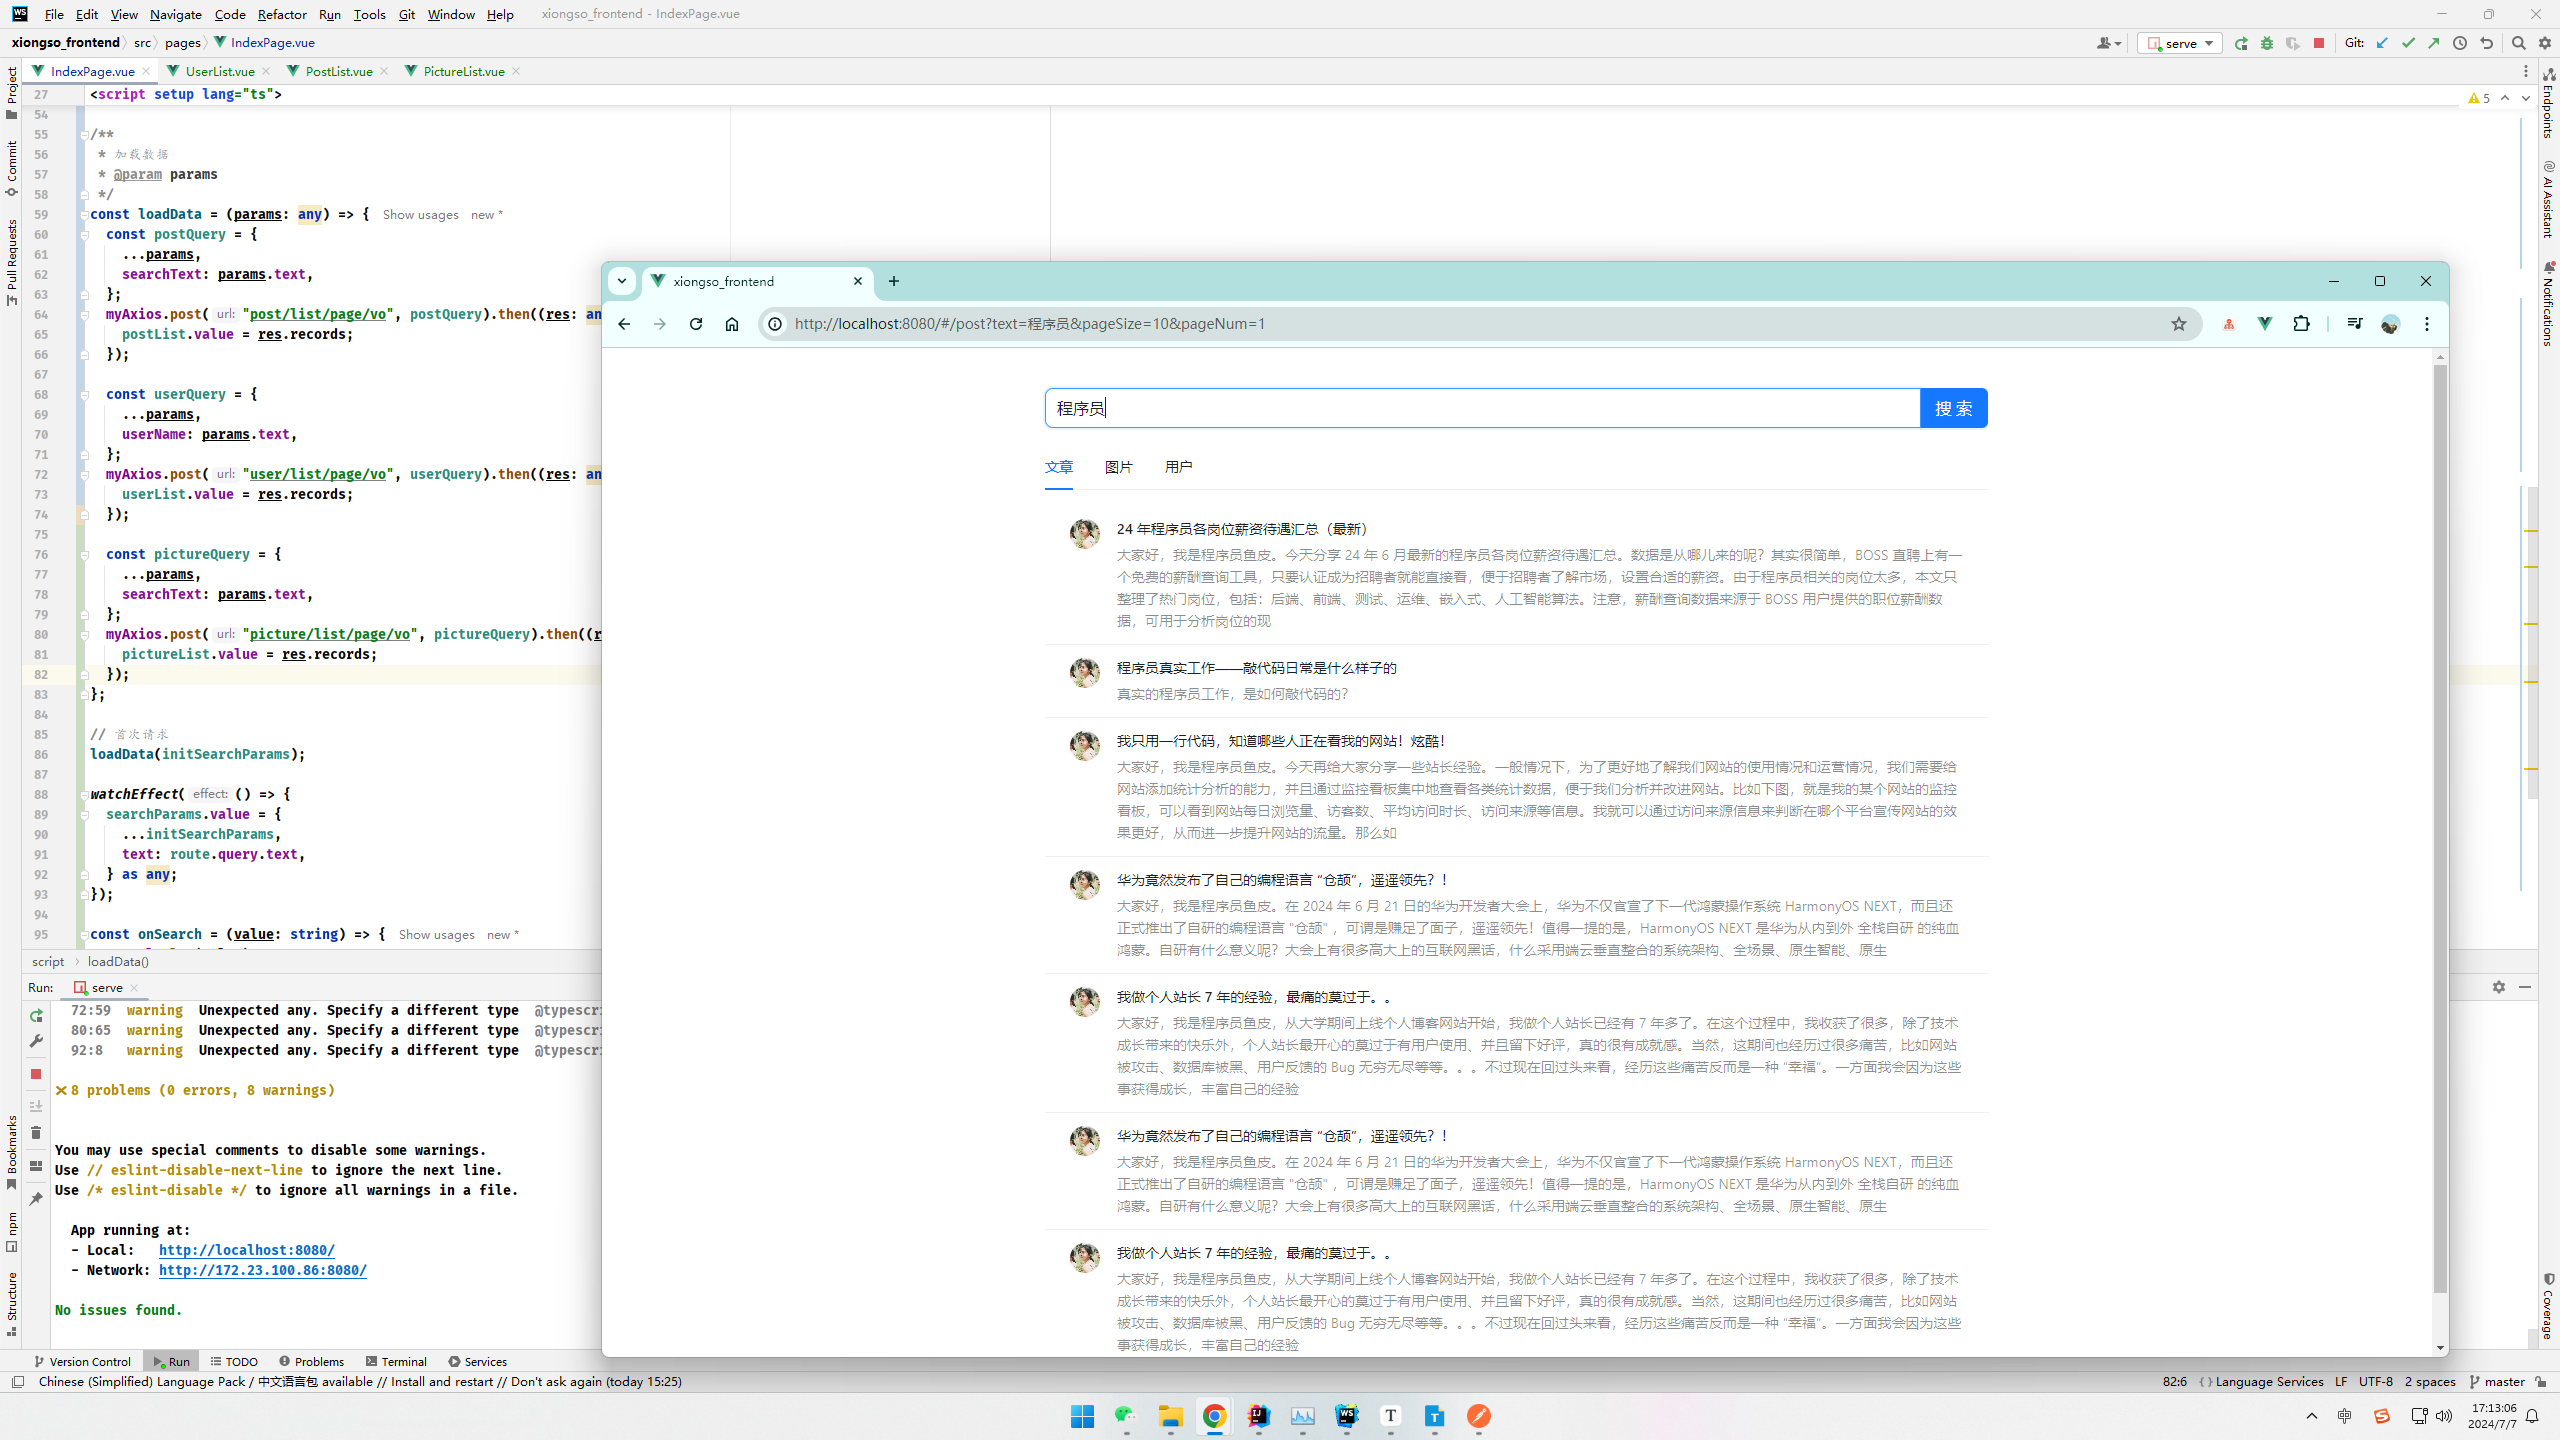 File Edit View Navigate Code Refactor Run Tools Git Window Help xiongso_frontend - IndexPage.vue
xiongso_frontend src pages IndexPage.vue serve Git:
IndexPage.vue UserList.vue PostList.vue PictureList.vue
27 <script setup lang="ts">
5
54
55 /**
56 * 加载数据
57 * @param params
58 */
59 const loadData = (params: any) => { Show usages new *
60 const postQuery = {
61 ...params,
62 searchText: params.text,
63 };
64 myAxios.post( url: "post/list/page/vo", postQuery).then((res: an
65 postList.value = res.records;
66 });
67
68 const userQuery = {
69 ...params,
70 userName: params.text,
71 };
72 myAxios.post( url: "user/list/page/vo", userQuery).then((res: an
73 userList.value = res.records;
74 });
75
76 const pictureQuery = {
77 ...params,
78 searchText: params.text,
79 };
80 myAxios.post( url: "picture/list/page/vo", pictureQuery).then((r
81 pictureList.value = res.records;
82 });
83 };
84
85 // 首次请求
86 loadData(initSearchParams);
87
88 watchEffect( effect: () => {
89 searchParams.value = {
90 ...initSearchParams,
91 text: route.query.text,
92 } as any;
93 });
94
95 const onSearch = (value: string) => { Show usages new *
script loadData()
Project
Commit
Pull Requests
Bookmarks
npm
Structure
Endpoints
AI Assistant
Notifications
Coverage
Run: serve
72:59 warning Unexpected any. Specify a different type @typescri
80:65 warning Unexpected any. Specify a different type @typescri
92:8 warning Unexpected any. Specify a different type @typescri
8 problems (0 errors, 8 warnings)
You may use special comments to disable some warnings.
Use // eslint-disable-next-line to ignore the next line.
Use /* eslint-disable */ to ignore all warnings in a file.
App running at:
- Local: http://localhost:8080/
- Network: http://172.23.100.86:8080/
No issues found.
xiongso_frontend
http://localhost:8080/#/post?text=程序员&pageSize=10&pageNum=1
程序员
搜 索
文章 图片 用户
24 年程序员各岗位薪资待遇汇总（最新）
大家好，我是程序员鱼皮。今天分享 24 年 6 月最新的程序员各岗位薪资待遇汇总。数据是从哪儿来的呢？其实很简单，BOSS 直聘上有一
个免费的薪酬查询工具，只要认证成为招聘者就能直接看，便于招聘者了解市场，设置合适的薪资。由于程序员相关的岗位太多，本文只
整理了热门岗位，包括：后端、前端、测试、运维、嵌入式、人工智能算法。注意，薪酬查询数据来源于 BOSS 用户提供的职位薪酬数
据，可用于分析岗位的现
程序员真实工作——敲代码日常是什么样子的
真实的程序员工作，是如何敲代码的？
我只用一行代码，知道哪些人正在看我的网站！炫酷！
大家好，我是程序员鱼皮。今天再给大家分享一些站长经验。一般情况下，为了更好地了解我们网站的使用情况和运营情况，我们需要给
网站添加统计分析的能力，并且通过监控看板集中地查看各类统计数据，便于我们分析并改进网站。比如下图，就是我的某个网站的监控
看板，可以看到网站每日浏览量、访客数、平均访问时长、访问来源等信息。我就可以通过访问来源信息来判断在哪个平台宣传网站的效
果更好，从而进一步提升网站的流量。那么如
华为竟然发布了自己的编程语言 “仓颉”，遥遥领先？！
大家好，我是程序员鱼皮。在 2024 年 6 月 21 日的华为开发者大会上，华为不仅官宣了下一代鸿蒙操作系统 HarmonyOS NEXT，而且还
正式推出了自研的编程语言 “仓颉” ，可谓是赚足了面子，遥遥领先！值得一提的是，HarmonyOS NEXT 是华为从内到外 全栈自研 的纯血
鸿蒙。自研有什么意义呢？大会上有很多高大上的互联网黑话，什么采用端云垂直整合的系统架构、全场景、原生智能、原生
我做个人站长 7 年的经验，最痛的莫过于。。
大家好，我是程序员鱼皮，从大学期间上线个人博客网站开始，我做个人站长已经有 7 年多了。在这个过程中，我收获了很多，除了技术
成长带来的快乐外，个人站长最开心的莫过于有用户使用、并且留下好评，真的很有成就感。当然，这期间也经历过很多痛苦，比如网站
被攻击、数据库被黑、用户反馈的 Bug 无穷无尽等等。。。不过现在回过头来看，经历这些痛苦反而是一种 “幸福”。一方面我会因为这些
事获得成长，丰富自己的经验
华为竟然发布了自己的编程语言 “仓颉”，遥遥领先？！
大家好，我是程序员鱼皮。在 2024 年 6 月 21 日的华为开发者大会上，华为不仅官宣了下一代鸿蒙操作系统 HarmonyOS NEXT，而且还
正式推出了自研的编程语言 “仓颉” ，可谓是赚足了面子，遥遥领先！值得一提的是，HarmonyOS NEXT 是华为从内到外 全栈自研 的纯血
鸿蒙。自研有什么意义呢？大会上有很多高大上的互联网黑话，什么采用端云垂直整合的系统架构、全场景、原生智能、原生
我做个人站长 7 年的经验，最痛的莫过于。。
大家好，我是程序员鱼皮，从大学期间上线个人博客网站开始，我做个人站长已经有 7 年多了。在这个过程中，我收获了很多，除了技术
成长带来的快乐外，个人站长最开心的莫过于有用户使用、并且留下好评，真的很有成就感。当然，这期间也经历过很多痛苦，比如网站
被攻击、数据库被黑、用户反馈的 Bug 无穷无尽等等。。。不过现在回过头来看，经历这些痛苦反而是一种 “幸福”。一方面我会因为这些
事获得成长，丰富自己的经验
Version Control Run TODO Problems Terminal Services
Chinese (Simplified) Language Pack / 中文语言包 available // Install and restart // Don't ask again (today 15:25) 82:6 Language Services LF UTF-8 2 spaces master
中 17:13:06
2024/7/7